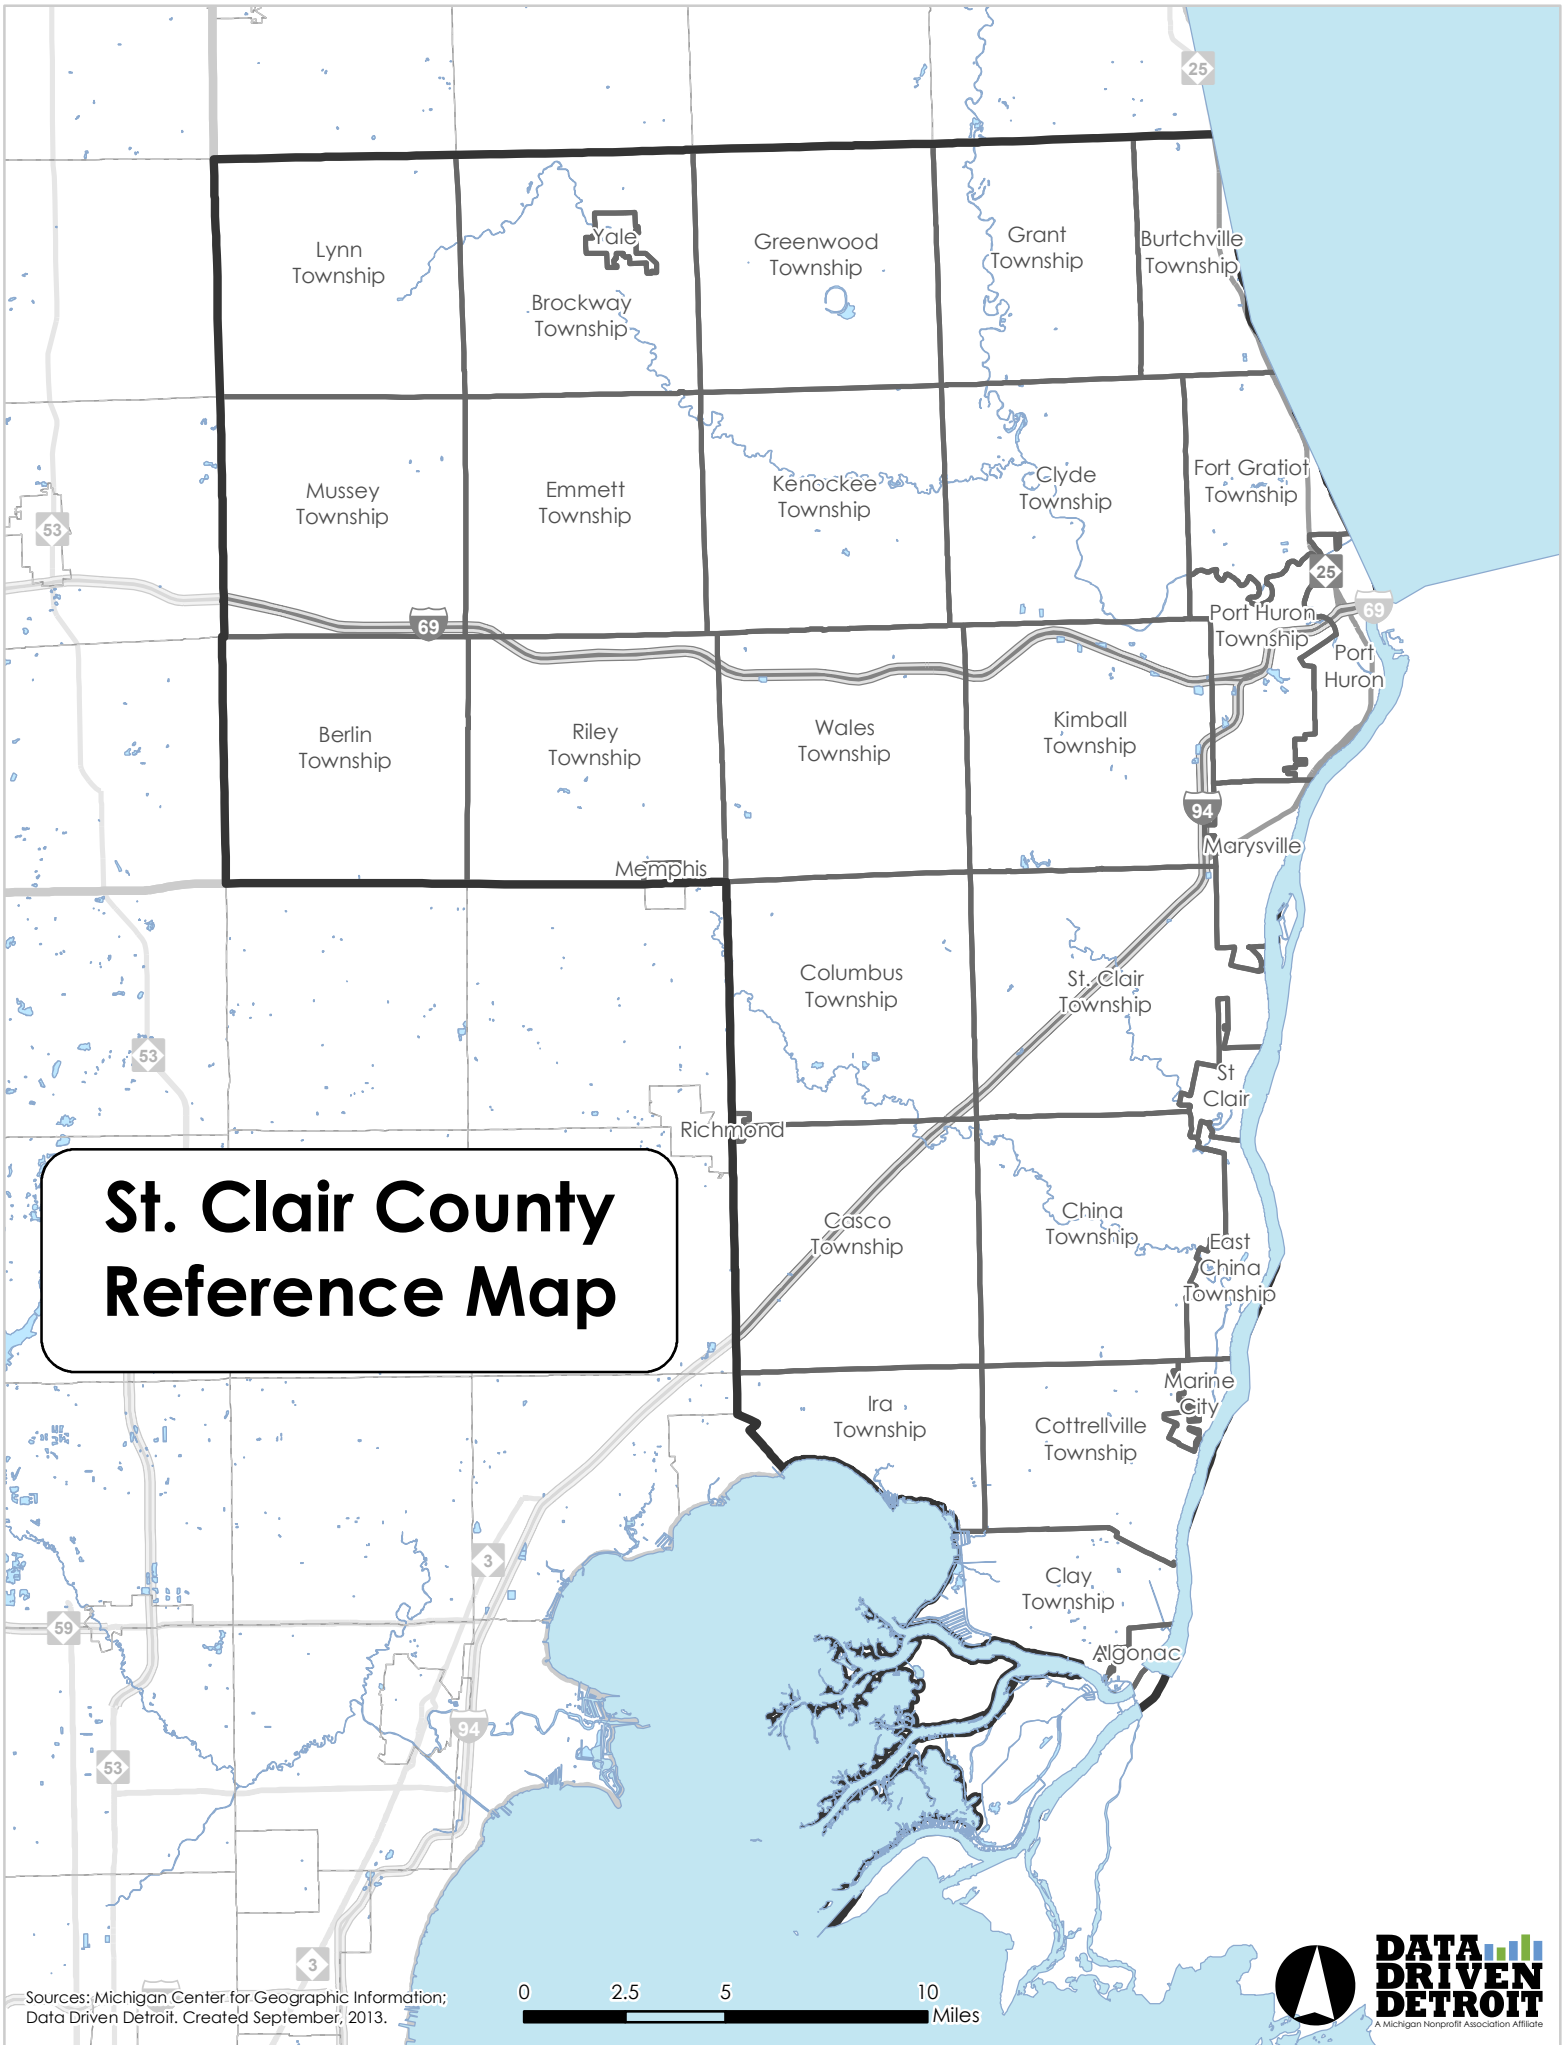 25
Lynn
Township
Yale
Brockway
Township
Greenwood
Township
Grant
Township
Burtchville
Township
53
Mussey
Township
Emmett
Township
Kenockee
Township
Clyde
Township
Fort Gratiot
Township
25
69
69
Port Huron
Township
Port
Huron
Berlin
Township
Riley
Township
Wales
Township
Kimball
Township
94
Marysville
Memphis
Columbus
Township
St. Clair
Township
53
St
Clair
Richmond
St. Clair County
Reference Map
Casco
Township
China
Township
East
China
Township
Marine
City
Ira
Township
Cottrellville
Township
3
Clay
Township
59
Algonac
94
53
3
Sources: Michigan Center for Geographic Information;
Data Driven Detroit. Created September, 2013.
0 2.5 5 10
Miles
DATA
DRIVEN
DETROIT
A Michigan Nonprofit Association Affiliate